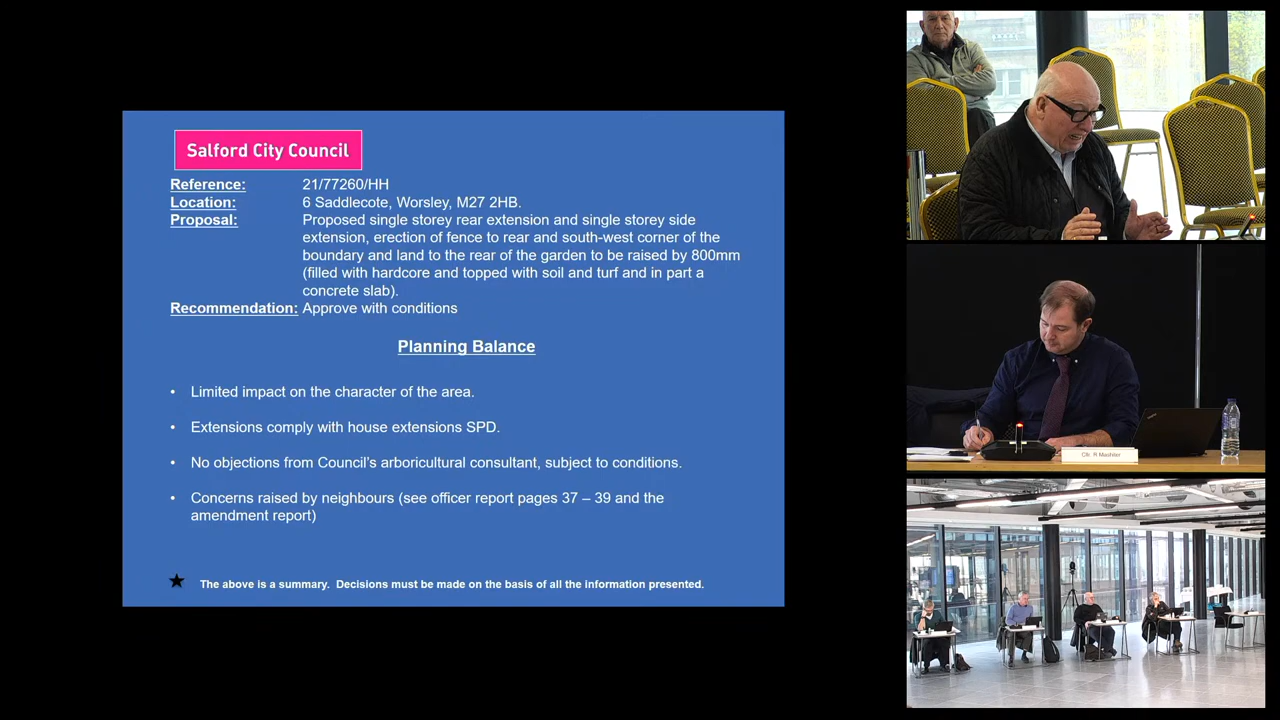 Salford City Council
Reference: 21/77260/HH
Location: 6 Saddlecote, Worsley, M27 2HB.
Proposal: Proposed single storey rear extension and single storey side
extension, erection of fence to rear and south-west corner of the
boundary and land to the rear of the garden to be raised by 800mm
(filled with hardcore and topped with soil and turf and in part a
concrete slab).
Recommendation: Approve with conditions
Planning Balance
• Limited impact on the character of the area.
• Extensions comply with house extensions SPD.
• No objections from Council's arboricultural consultant, subject to conditions.
• Concerns raised by neighbours (see officer report pages 37 – 39 and the
amendment report)
★ The above is a summary. Decisions must be made on the basis of all the information presented.
Cllr. R Mashiter